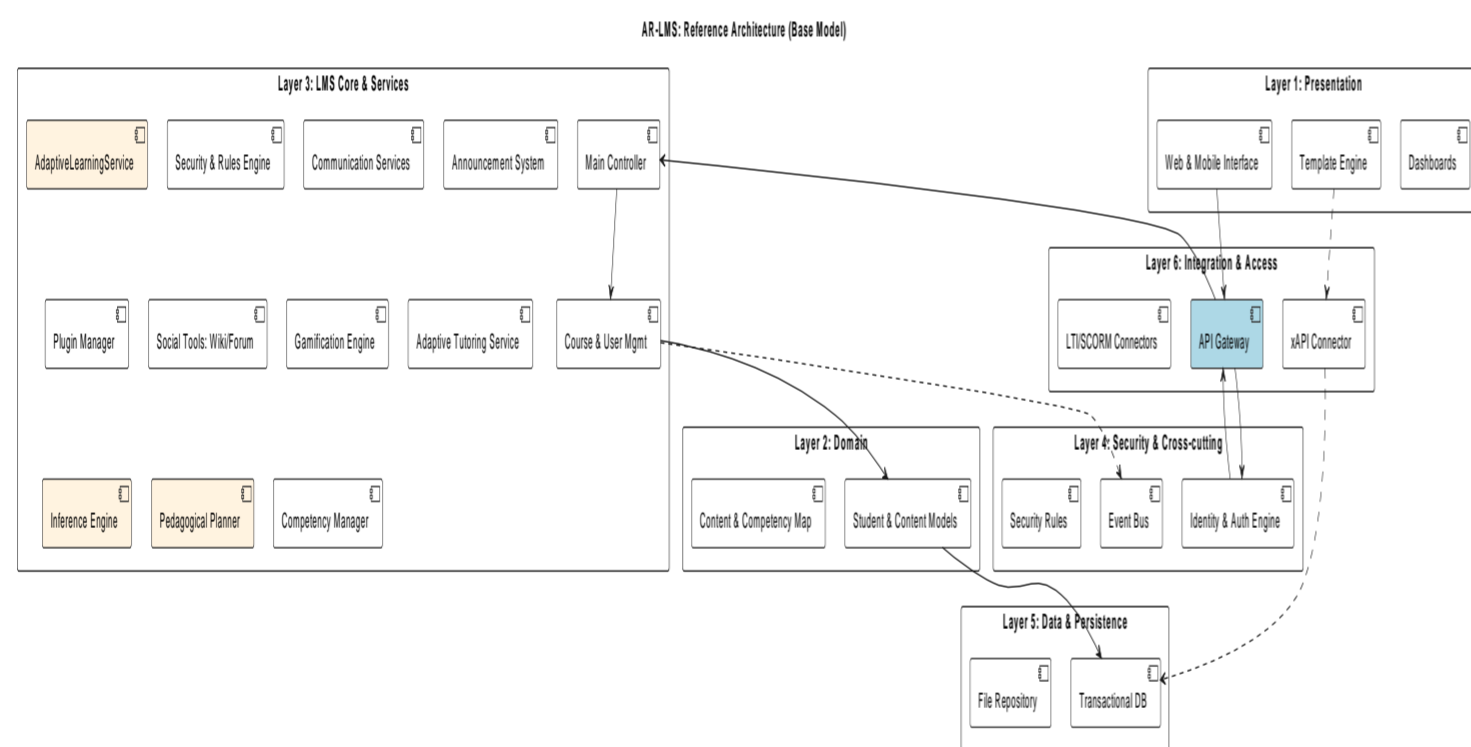 AR-LMS: Reference Architecture (Base Model)
Layer 3: LMS Core & Services
AdaptiveLearningService
Security & Rules Engine
Communication Services
Announcement System
Main Controller
Plugin Manager
Social Tools: Wiki/Forum
Gamification Engine
Adaptive Tutoring Service
Course & User Mgmt
Inference Engine
Pedagogical Planner
Competency Manager
Layer 1: Presentation
Web & Mobile Interface
Template Engine
Dashboards
Layer 6: Integration & Access
LTI/SCORM Connectors
API Gateway
xAPI Connector
Layer 2: Domain
Content & Competency Map
Student & Content Models
Layer 4: Security & Cross-cutting
Security Rules
Event Bus
Identity & Auth Engine
Layer 5: Data & Persistence
File Repository
Transactional DB